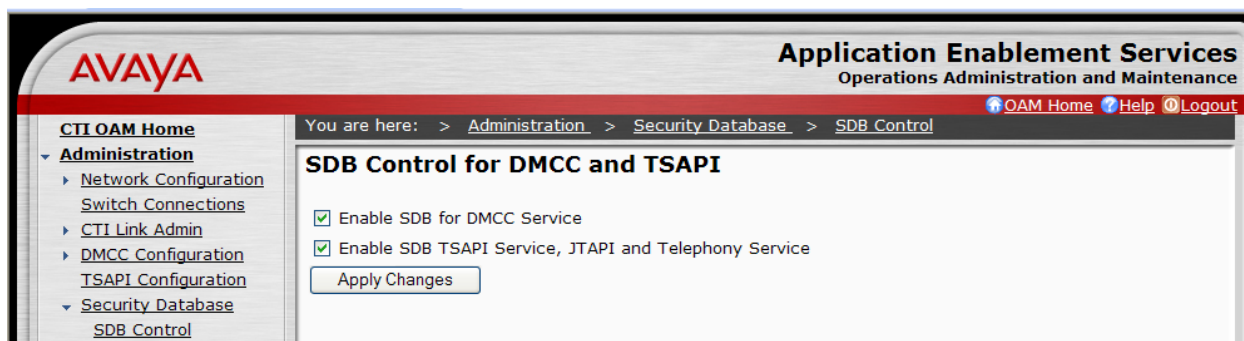 AVAYA
Application Enablement Services
Operations Administration and Maintenance
OAM Home Help Logout
CTI OAM Home
Administration
Network Configuration
Switch Connections
CTI Link Admin
DMCC Configuration
TSAPI Configuration
Security Database
SDB Control
You are here: > Administration > Security Database > SDB Control
SDB Control for DMCC and TSAPI
Enable SDB for DMCC Service
Enable SDB TSAPI Service, JTAPI and Telephony Service
Apply Changes